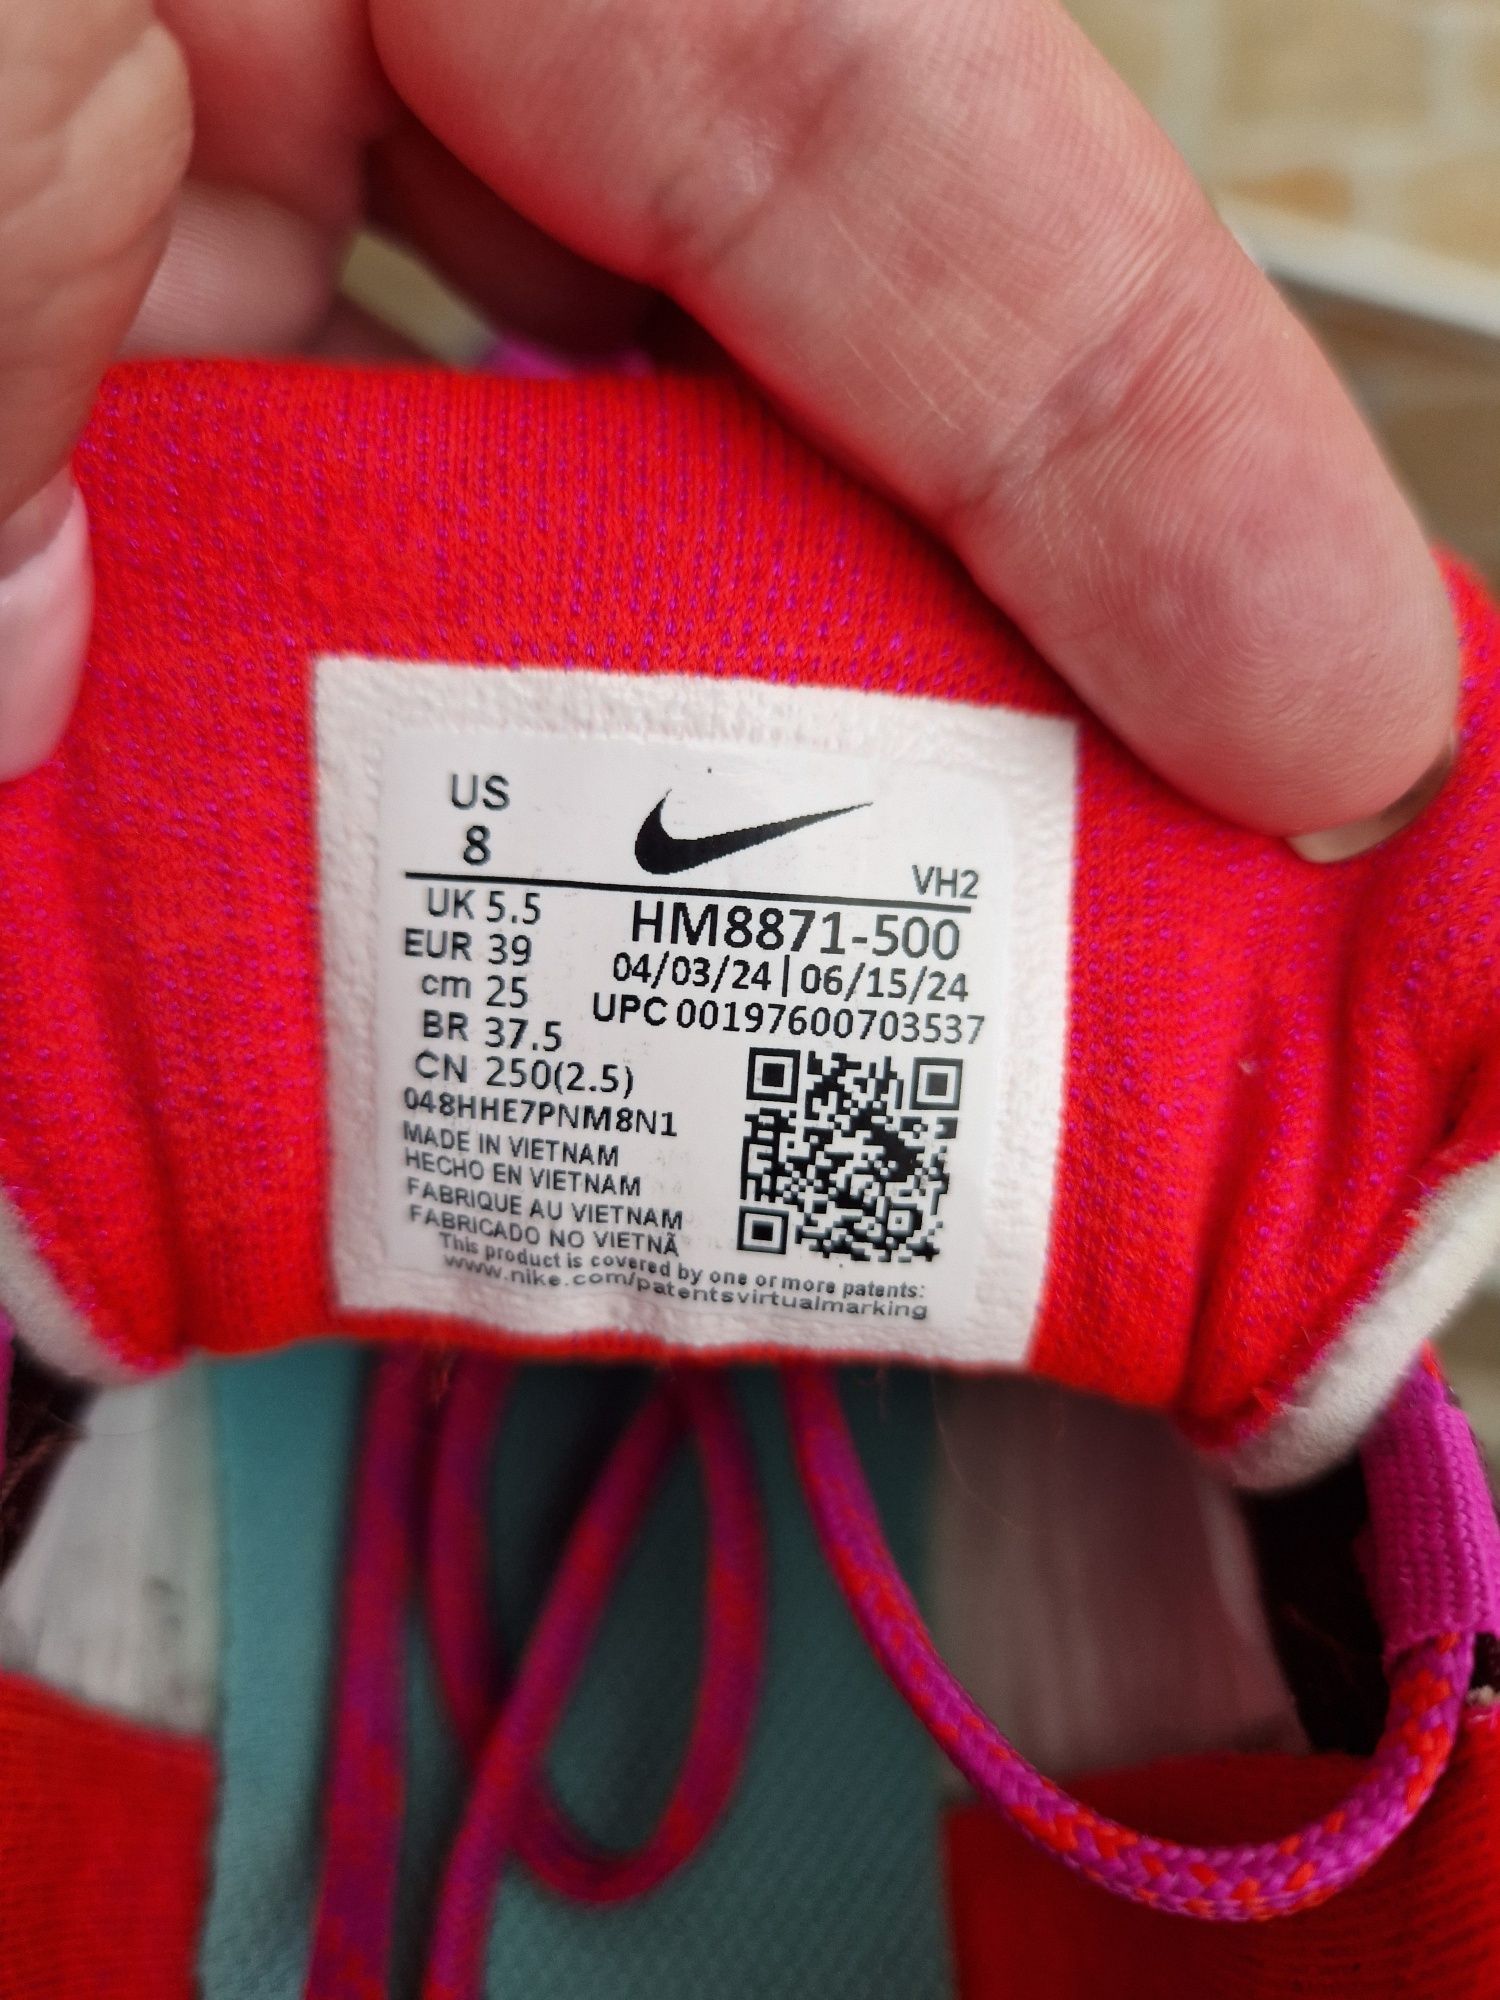 US
8
VH2
UK 5.5
EUR 39
cm 25
BR 37.5
CN 250(2.5)
HM8871-500
04/03/24 | 06/15/24
UPC 00197600703537
048HHE7PNM8N1
MADE IN VIETNAM
HECHO EN VIETNAM
FABRIQUE AU VIETNAM
FABRICADO NO VIETNÃ
This product is covered by one or more patents:
www.nike.com/patentsvirtualmarking